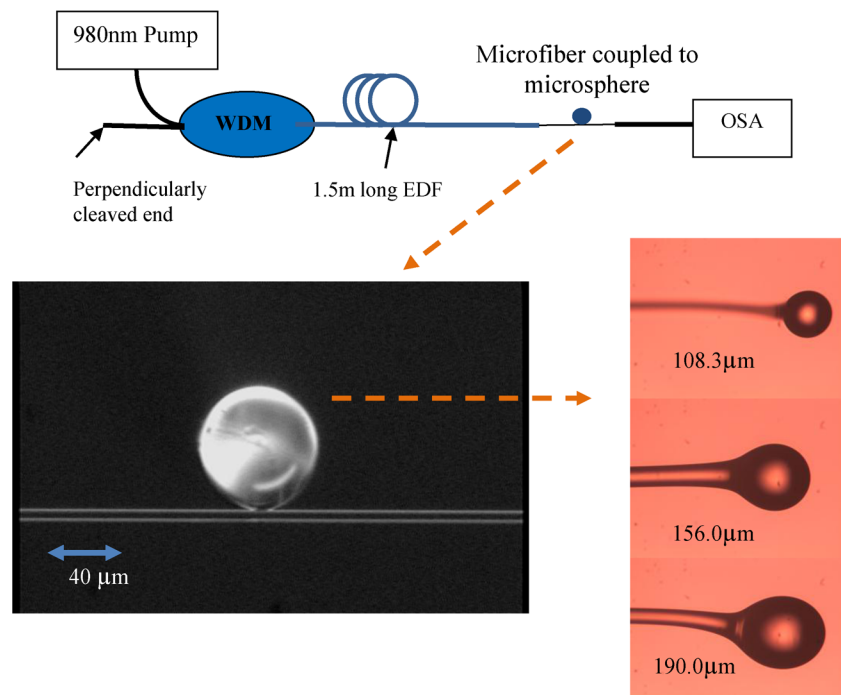 980nm Pump
Microfiber coupled to
microsphere
WDM
OSA
Perpendicularly
cleaved end
1.5m long EDF
108.3µm
156.0µm
40 µm
190.0µm